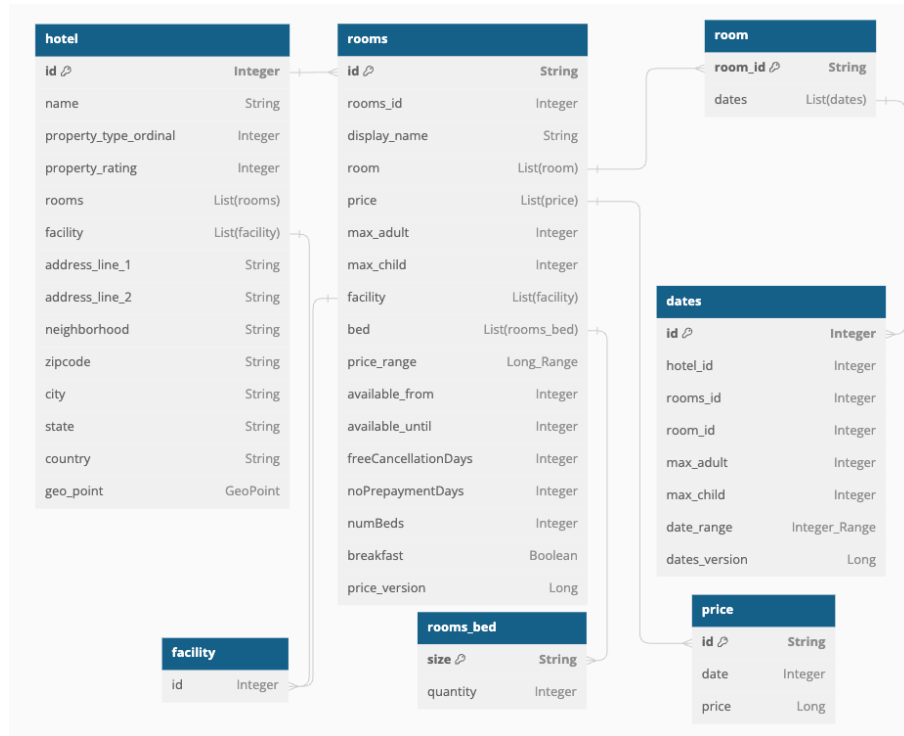 hotel
id Integer
name String
property_type_ordinal Integer
property_rating Integer
rooms List(rooms)
facility List(facility)
address_line_1 String
address_line_2 String
neighborhood String
zipcode String
city String
state String
country String
geo_point GeoPoint
rooms
id String
rooms_id Integer
display_name String
room List(room)
price List(price)
max_adult Integer
max_child Integer
facility List(facility)
bed List(rooms_bed)
price_range Long_Range
available_from Integer
available_until Integer
freeCancellationDays Integer
noPrepaymentDays Integer
numBeds Integer
breakfast Boolean
price_version Long
room
room_id String
dates List(dates)
dates
id Integer
hotel_id Integer
rooms_id Integer
room_id Integer
max_adult Integer
max_child Integer
date_range Integer_Range
dates_version Long
facility
id Integer
rooms_bed
size String
quantity Integer
price
id String
date Integer
price Long